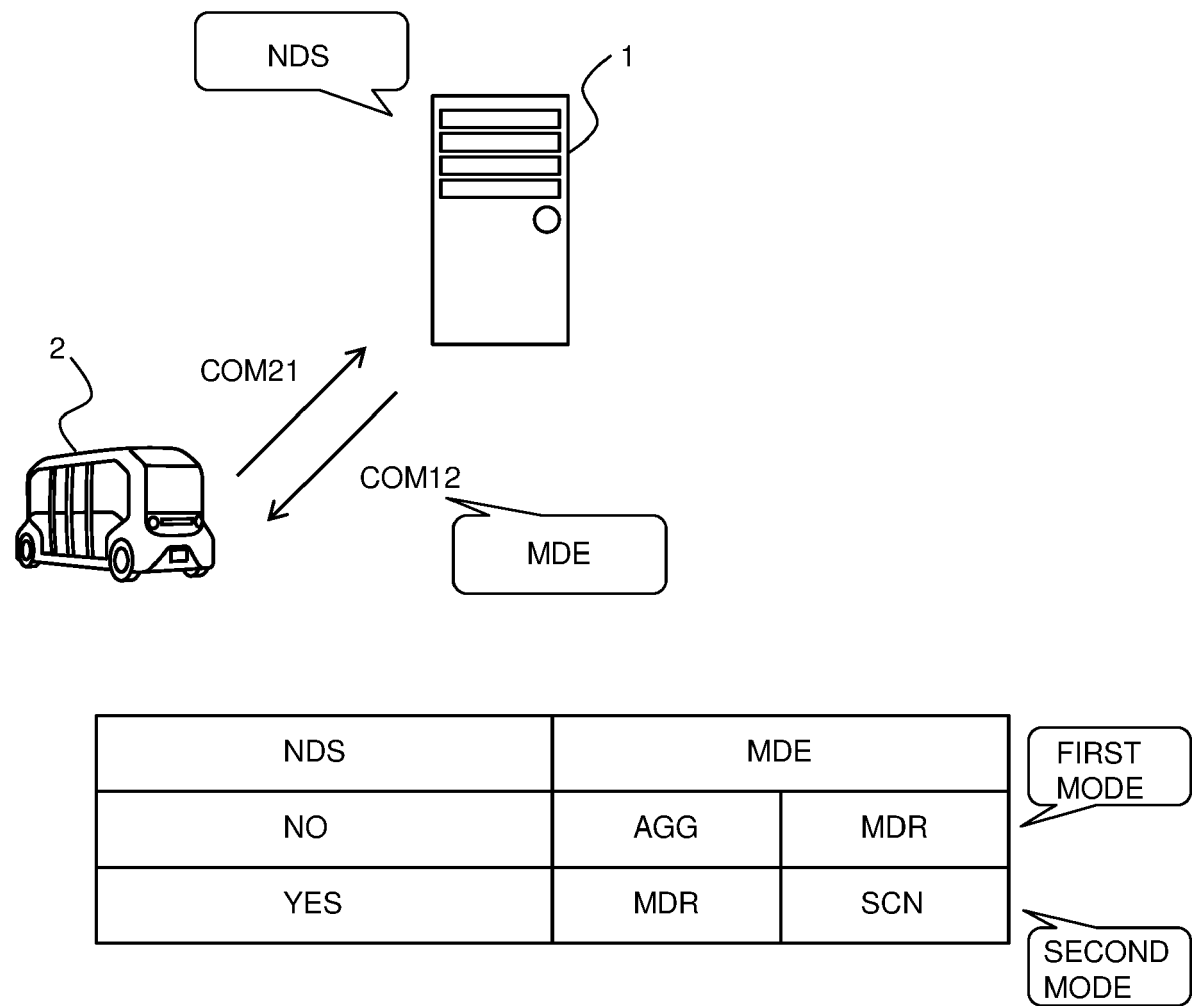 NDS
1
2
COM21
COM12
MDE
NDS MDE
NO AGG MDR
FIRST
MODE
YES MDR SCN
SECOND
MODE